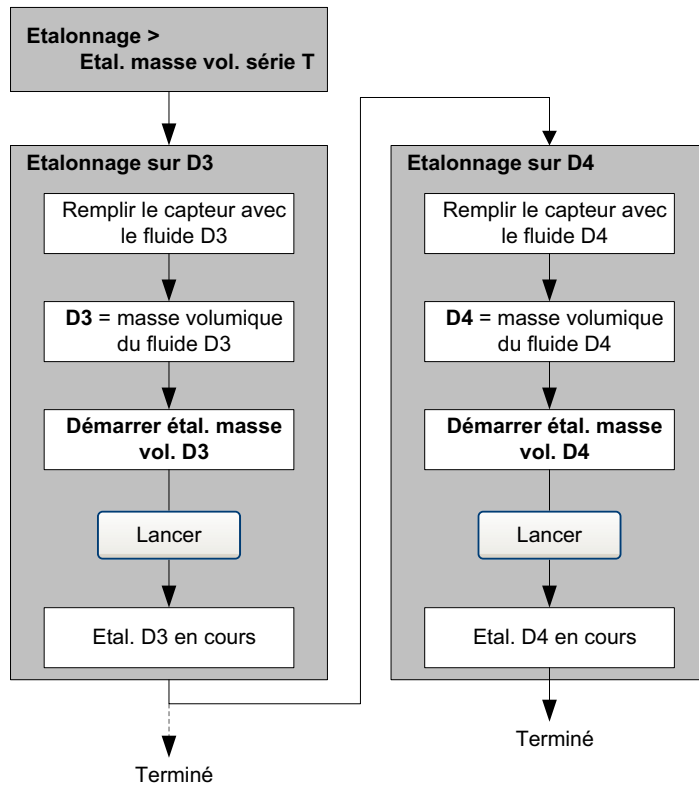 Etalonnage >
Etal. masse vol. série T
Etalonnage sur D3
Remplir le capteur avec
le fluide D3
D3 = masse volumique
du fluide D3
Démarrer étal. masse
vol. D3
Lancer
Etal. D3 en cours
Terminé
Etalonnage sur D4
Remplir le capteur avec
le fluide D4
D4 = masse volumique
du fluide D4
Démarrer étal. masse
vol. D4
Lancer
Etal. D4 en cours
Terminé